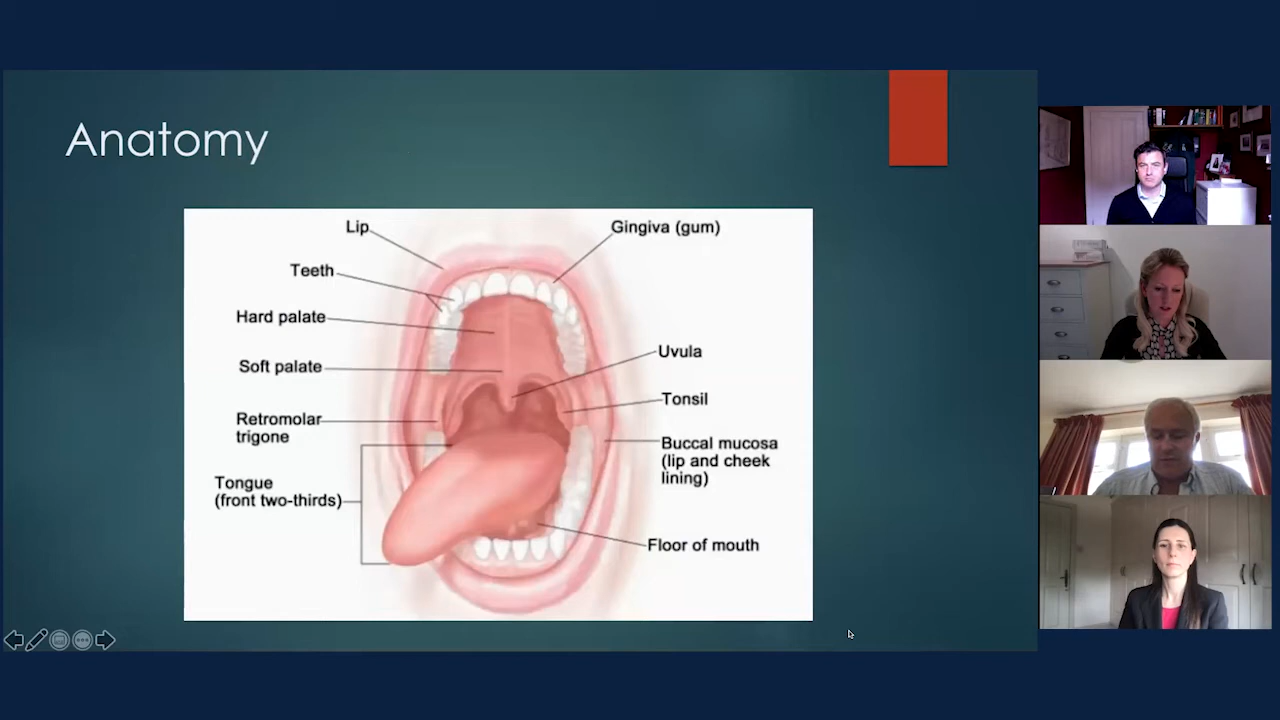 Anatomy
Lip
Gingiva (gum)
Teeth
Hard palate
Soft palate
Uvula
Tonsil
Retromolar
trigone
Buccal mucosa
(lip and cheek
lining)
Tongue
(front two-thirds)
Floor of mouth